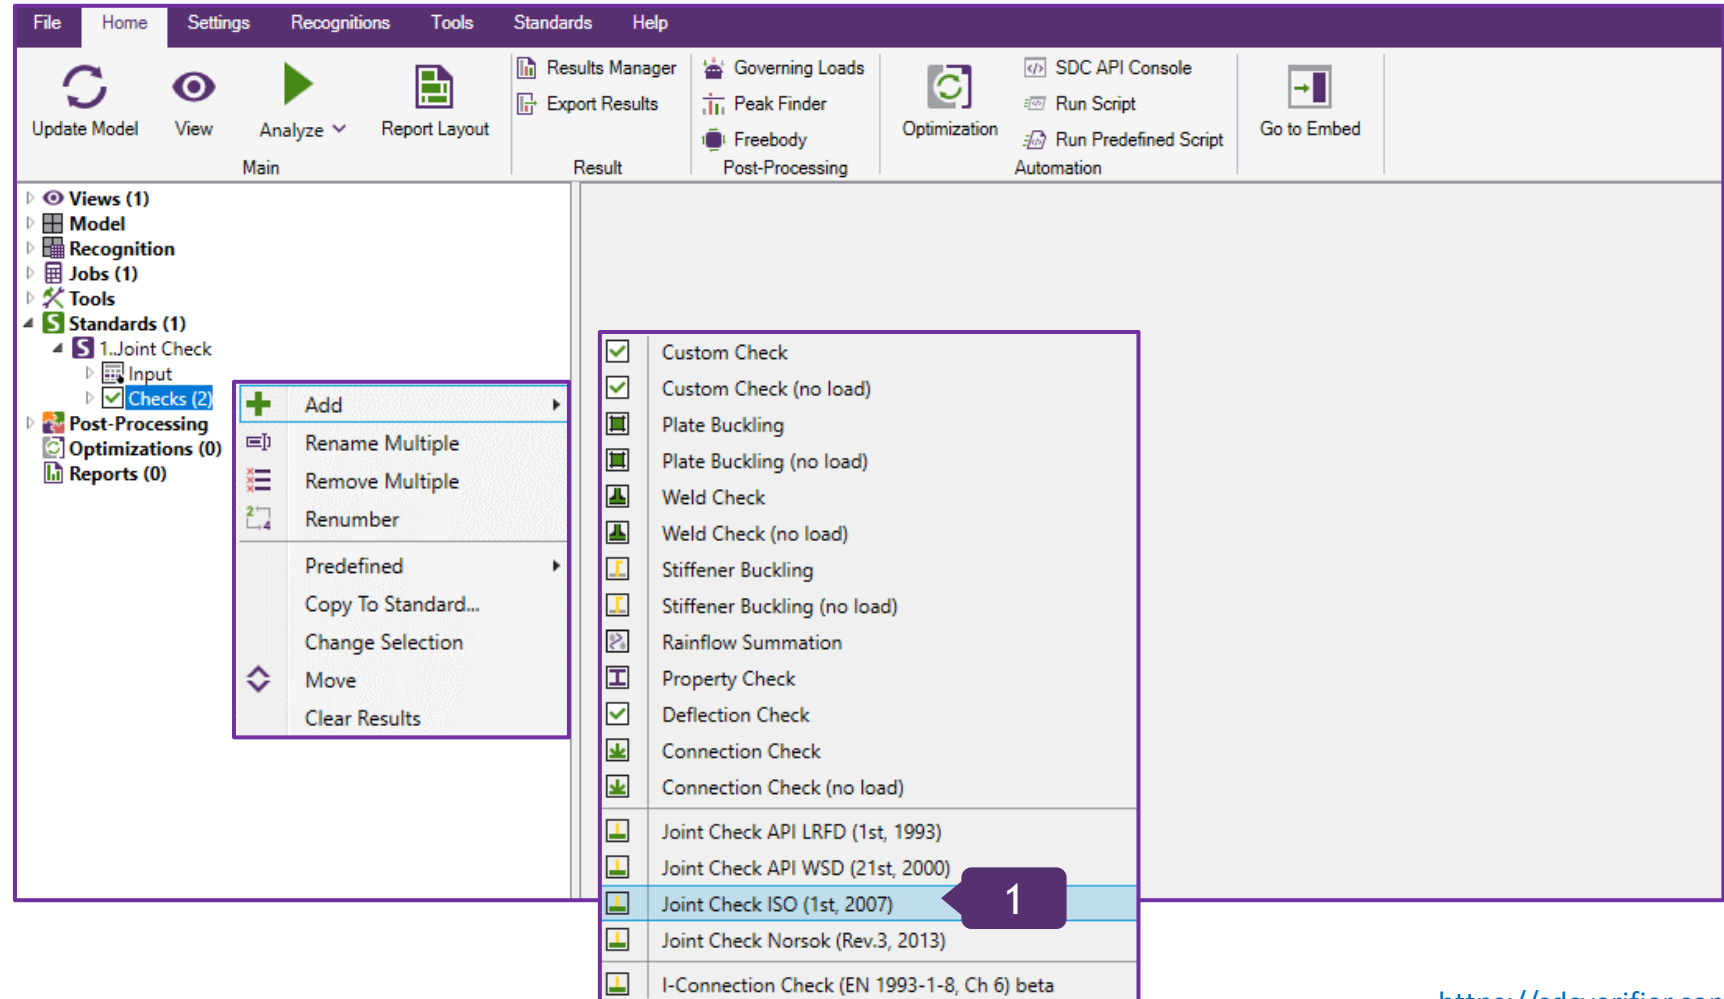 File Home Settings Recognitions Tools Standards Help
Update Model View Analyze Report Layout
Main
Results Manager
Export Results
Result
Governing Loads
Peak Finder
Freebody
Post-Processing
Optimization
SDC API Console
Run Script
Run Predefined Script
Automation
Go to Embed
Views (1)
Model
Recognition
Jobs (1)
Tools
Standards (1)
1..Joint Check
Input
Checks (2)
Post-Processing
Optimizations (0)
Reports (0)
Add
Rename Multiple
Remove Multiple
Renumber
Predefined
Copy To Standard...
Change Selection
Move
Clear Results
Custom Check
Custom Check (no load)
Plate Buckling
Plate Buckling (no load)
Weld Check
Weld Check (no load)
Stiffener Buckling
Stiffener Buckling (no load)
Rainflow Summation
Property Check
Deflection Check
Connection Check
Connection Check (no load)
Joint Check API LRFD (1st, 1993)
Joint Check API WSD (21st, 2000)
Joint Check ISO (1st, 2007)
1
Joint Check Norsok (Rev.3, 2013)
I-Connection Check (EN 1993-1-8, Ch 6) beta